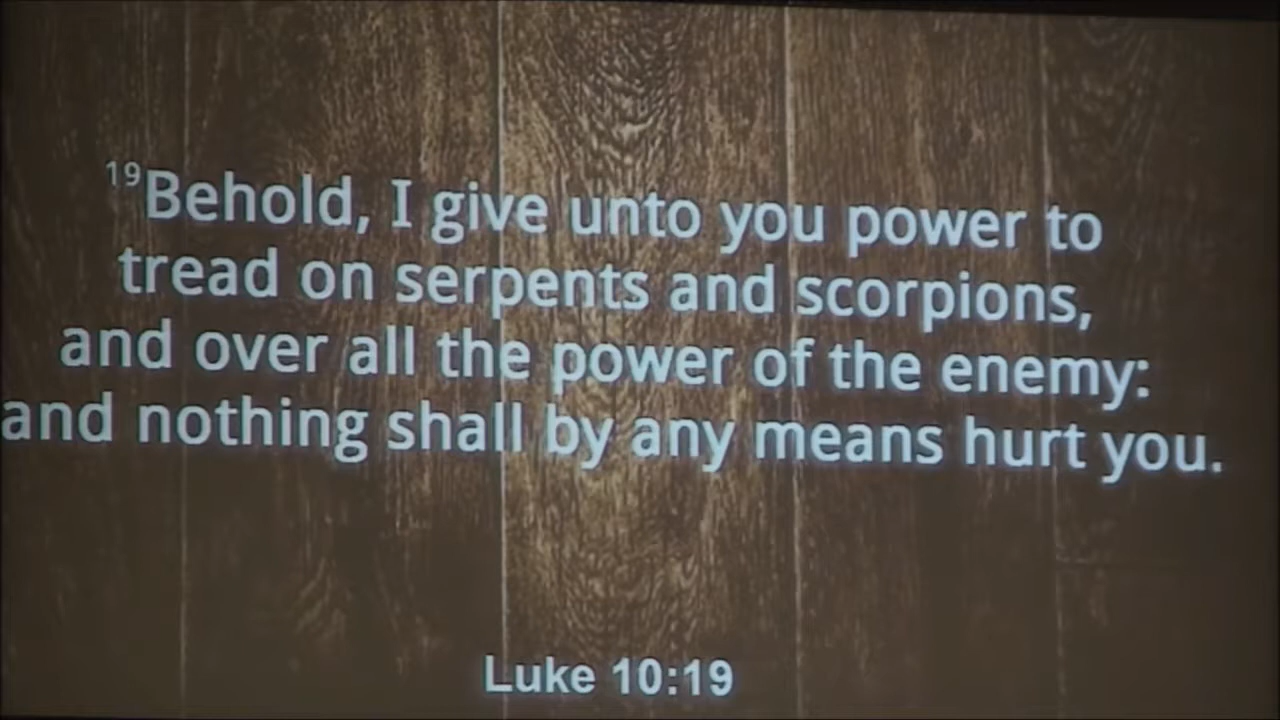 19Behold, I give unto you power to
tread on serpents and scorpions,
and over all the power of the enemy:
and nothing shall by any means hurt you.
Luke 10:19